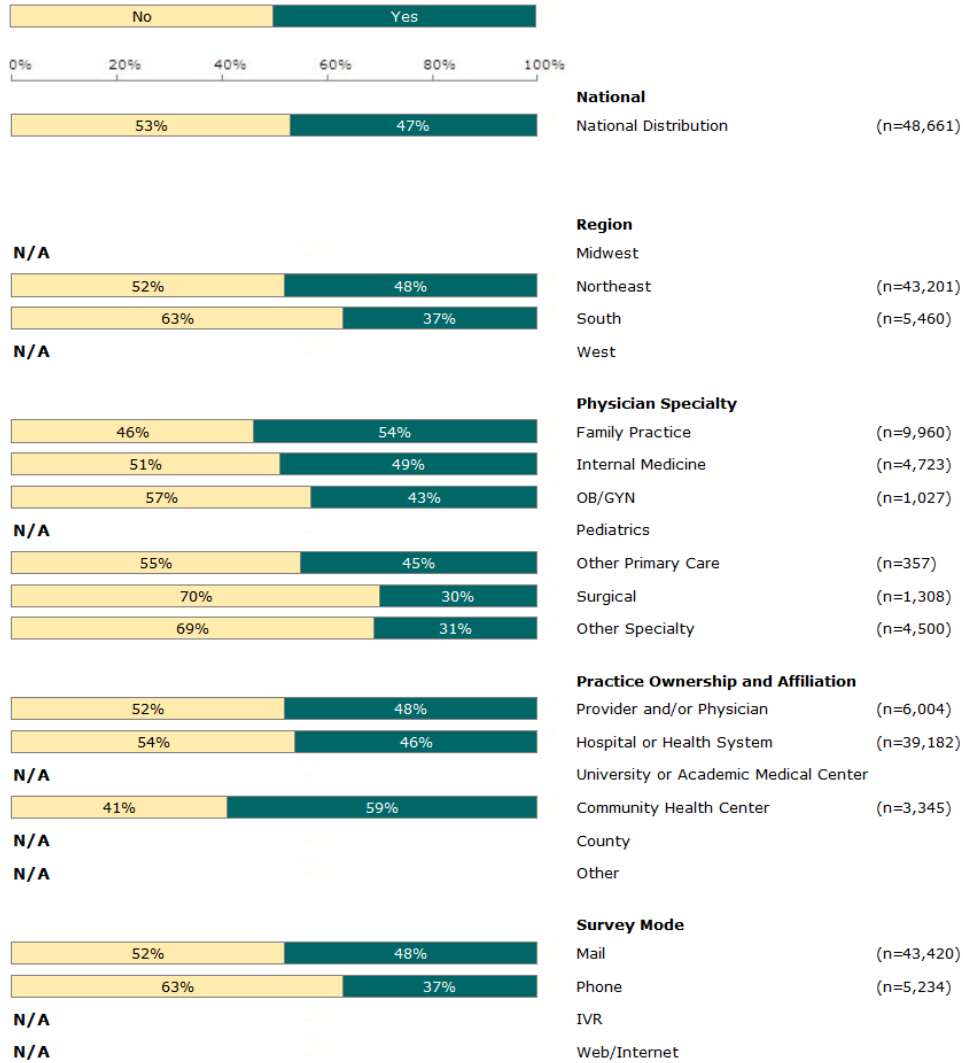 No Yes
0% 20% 40% 60% 80% 100%
National
53% 47% National Distribution (n=48,661)
Region
N/A Midwest
52% 48% Northeast (n=43,201)
63% 37% South (n=5,460)
N/A West
Physician Specialty
46% 54% Family Practice (n=9,960)
51% 49% Internal Medicine (n=4,723)
57% 43% OB/GYN (n=1,027)
N/A Pediatrics
55% 45% Other Primary Care (n=357)
70% 30% Surgical (n=1,308)
69% 31% Other Specialty (n=4,500)
Practice Ownership and Affiliation
52% 48% Provider and/or Physician (n=6,004)
54% 46% Hospital or Health System (n=39,182)
N/A University or Academic Medical Center
41% 59% Community Health Center (n=3,345)
N/A County
N/A Other
Survey Mode
52% 48% Mail (n=43,420)
63% 37% Phone (n=5,234)
N/A IVR
N/A Web/Internet